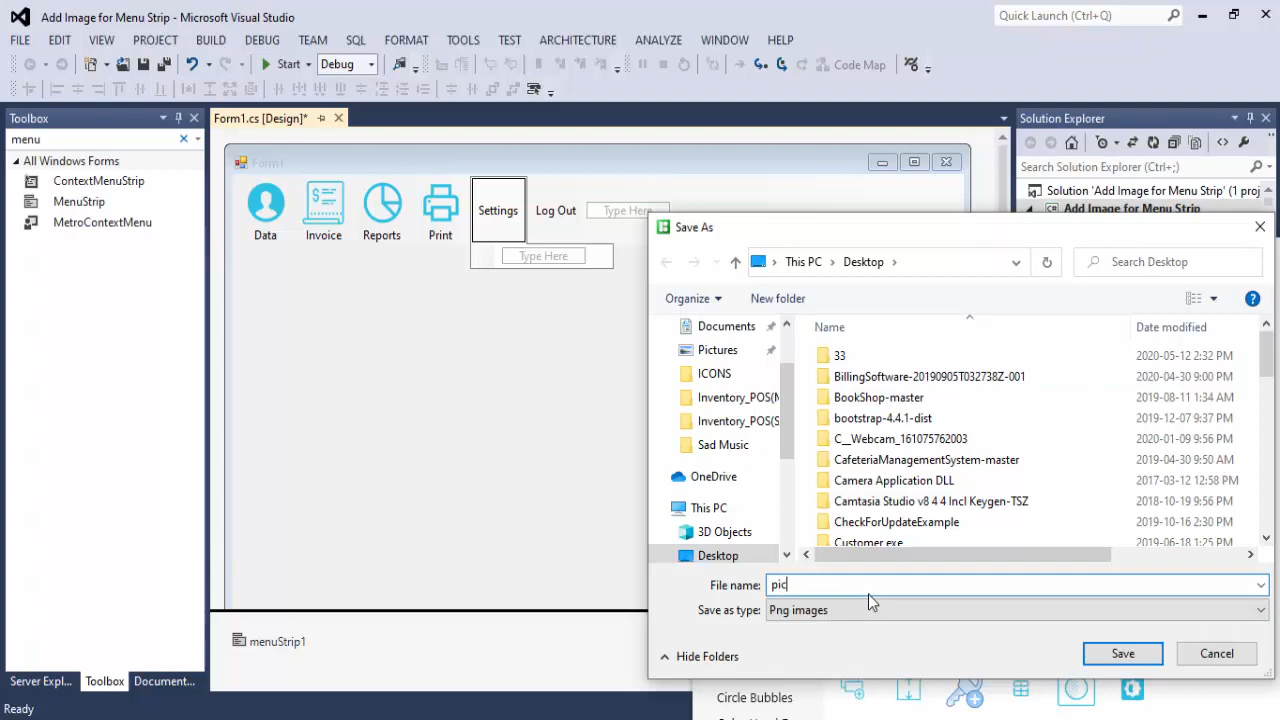 Add Image for Menu Strip - Microsoft Visual Studio
Quick Launch (Ctrl+Q)
FILE EDIT VIEW PROJECT BUILD DEBUG TEAM SQL FORMAT TOOLS TEST ARCHITECTURE ANALYZE WINDOW HELP
Start Debug Code Map
Toolbox
Form1.cs [Design]*
Solution Explorer
menu
Search Solution Explorer (Ctrl+;)
All Windows Forms
ContextMenuStrip
MenuStrip
MetroContextMenu
Form1
Solution 'Add Image for Menu Strip' (1 proj
Add Image for Menu Strip
Data Invoice Reports Print Settings Log Out Type Here
Type Here
Save As
This PC Desktop
Search Desktop
Organize New folder
Documents
Pictures
ICONS
Inventory_POS(M
Inventory_POS(S
Sad Music
OneDrive
This PC
3D Objects
Desktop
Name Date modified
33 2020-05-12 2:32 PM
BillingSoftware-20190905T032738Z-001 2020-04-30 9:00 PM
BookShop-master 2019-08-11 1:34 AM
bootstrap-4.4.1-dist 2019-12-07 9:37 PM
C__Webcam_161075762003 2020-01-09 9:56 PM
CafeteriaManagementSystem-master 2019-04-30 9:50 AM
Camera Application DLL 2017-03-12 12:58 PM
Camtasia Studio v8 4 4 Incl Keygen-TSZ 2018-10-19 9:56 PM
CheckForUpdateExample 2019-10-16 2:30 PM
Customer exe 2019-06-18 1:25 PM
File name: pic
Save as type: Png images
Hide Folders
Save Cancel
menuStrip1
Server Expl... Toolbox Document...
Circle Bubbles
Ready